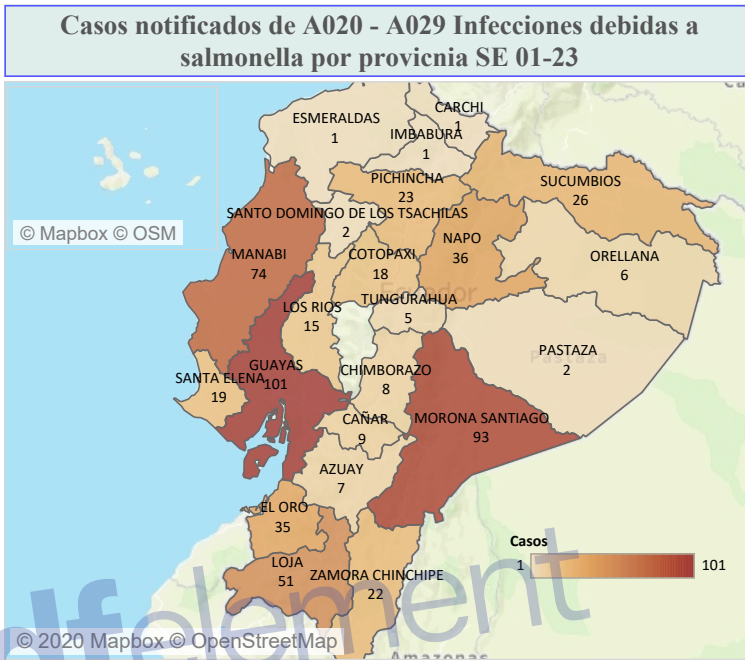 Casos notificados de A020 - A029 Infecciones debidas a
salmonella por provicnia SE 01-23
CARCHI
1
ESMERALDAS
1
IMBABURA
1
PICHINCHA
23
SUCUMBIOS
26
SANTO DOMINGO DE LOS TSACHILAS
2
© Mapbox © OSM
MANABI
74
COTOPAXI
18
NAPO
36
ORELLANA
6
Ecuador
TUNGURAHUA
5
LOS RIOS
15
PASTAZA
Pastaza
2
GUAYAS
101
SANTA ELENA
19
CHIMBORAZO
8
MORONA SANTIAGO
93
CAÑAR
9
AZUAY
7
EL ORO
35
Casos
1
101
LOJA
51
ZAMORA CHINCHIPE
22
dfelement
© 2020 Mapbox © OpenStreetMap
Amazonas